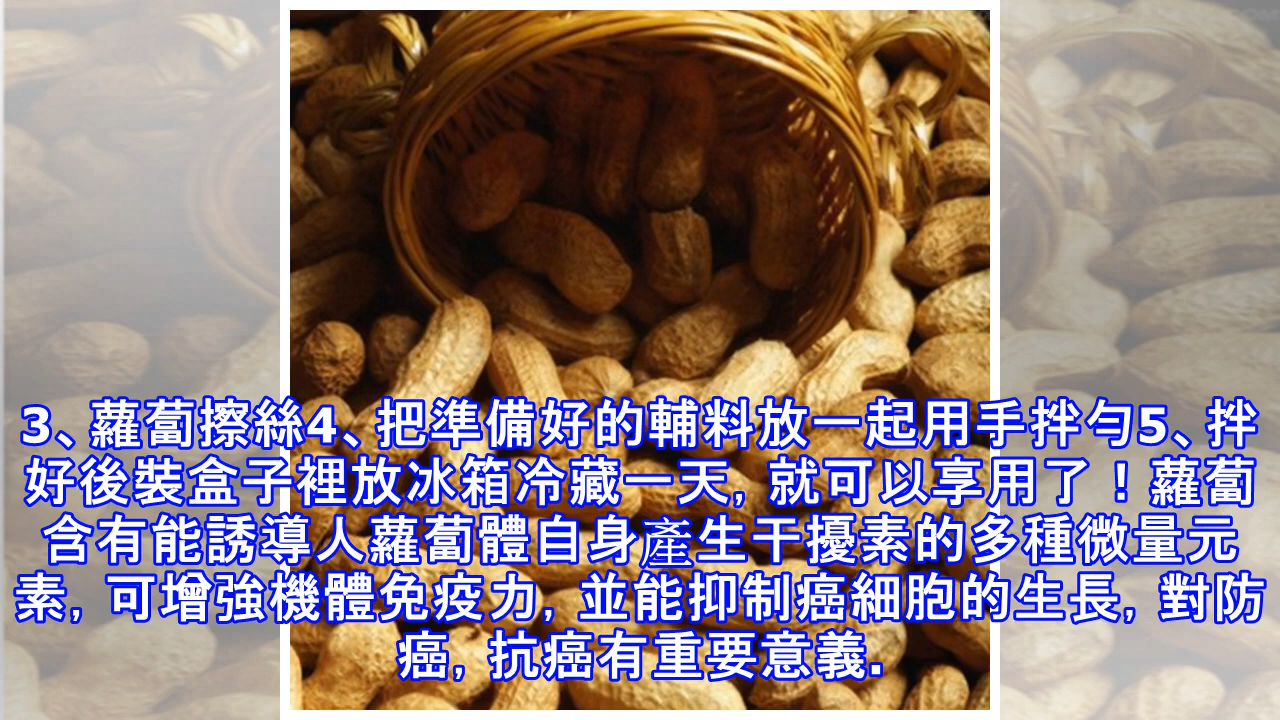 3、蘿蔔擦絲4、把準備好的輔料放一起用手拌勻5、拌
好後裝盒子裡放冰箱冷藏一天, 就可以享用了！蘿蔔
含有能誘導人蘿蔔體自身產生干擾素的多種微量元
素, 可增強機體免疫力, 並能抑制癌細胞的生長, 對防
癌, 抗癌有重要意義.